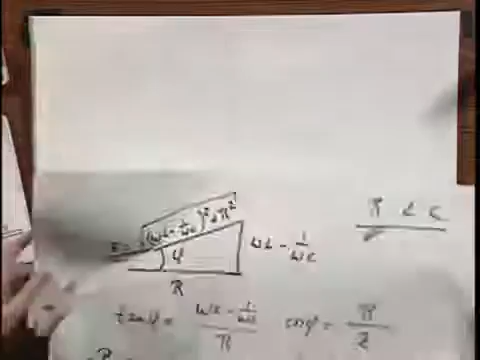 R L C
Z = √(ωL - 1/ωC)² + R²
φ
ωL - 1/ωC
R
tan φ = (ωL - 1/ωC)/R cos φ = R/Z